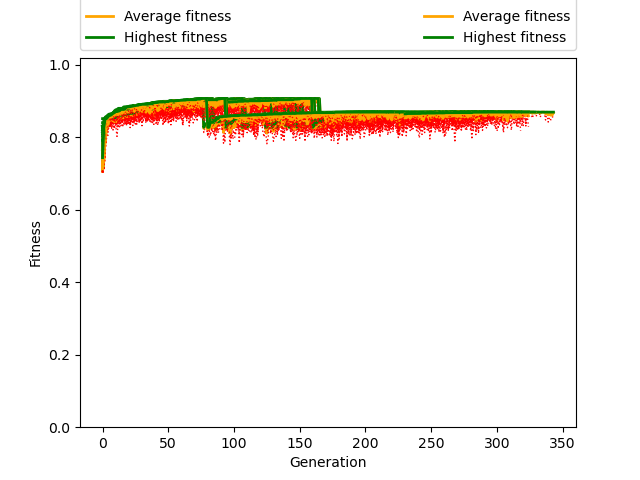 Average fitness Average fitness
Highest fitness Highest fitness
1.0
0.8
0.6
0.4
0.2
0.0
Fitness
0 50 100 150 200 250 300 350
Generation